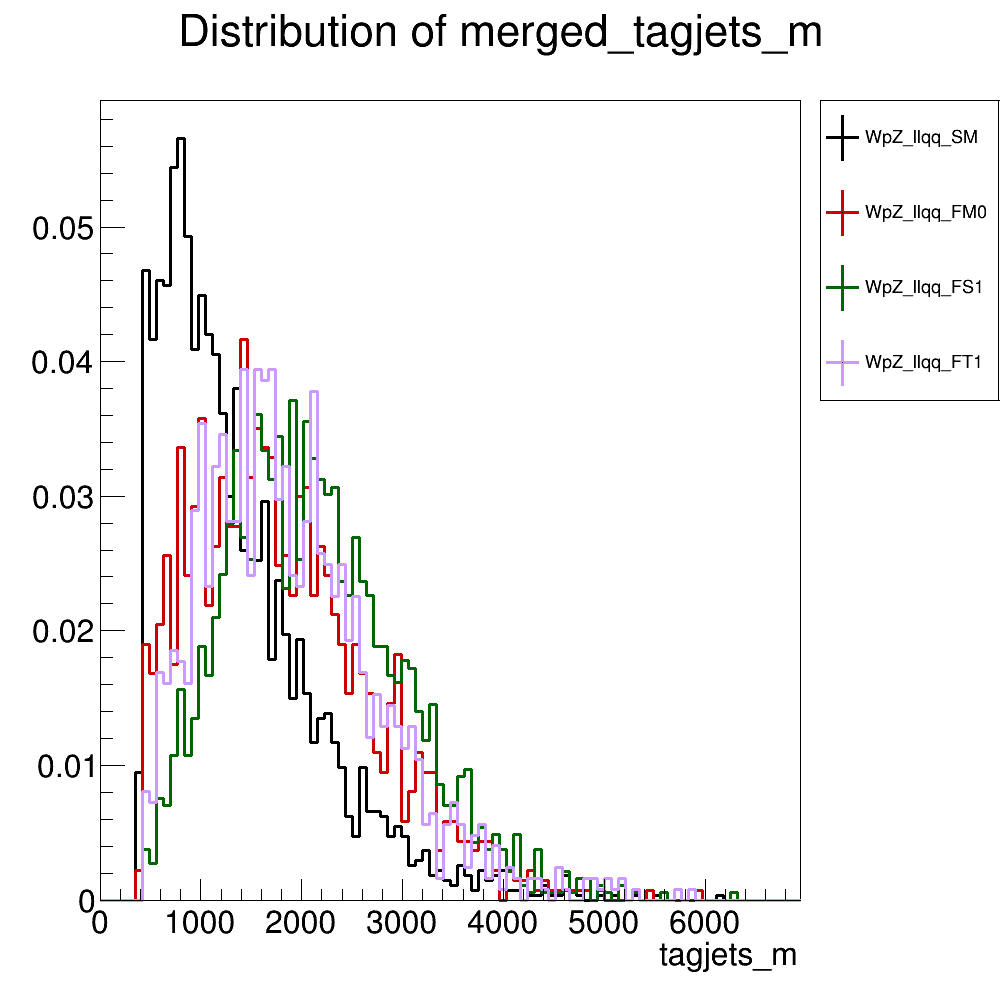 Distribution of merged_tagjets_m
WpZ_llqq_SM
WpZ_llqq_FM0
WpZ_llqq_FS1
WpZ_llqq_FT1
0.05
0.04
0.03
0.02
0.01
0
0 1000 2000 3000 4000 5000 6000
tagjets_m